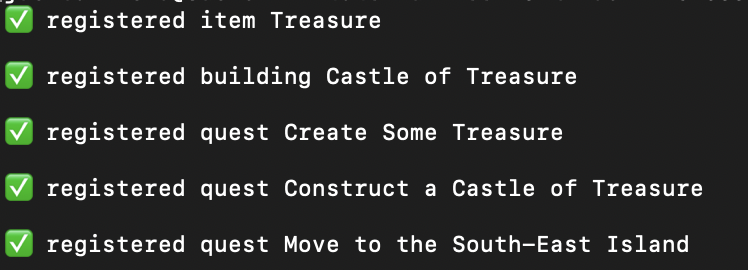 ✅ registered item Treasure
✅ registered building Castle of Treasure
✅ registered quest Create Some Treasure
✅ registered quest Construct a Castle of Treasure
✅ registered quest Move to the South-East Island